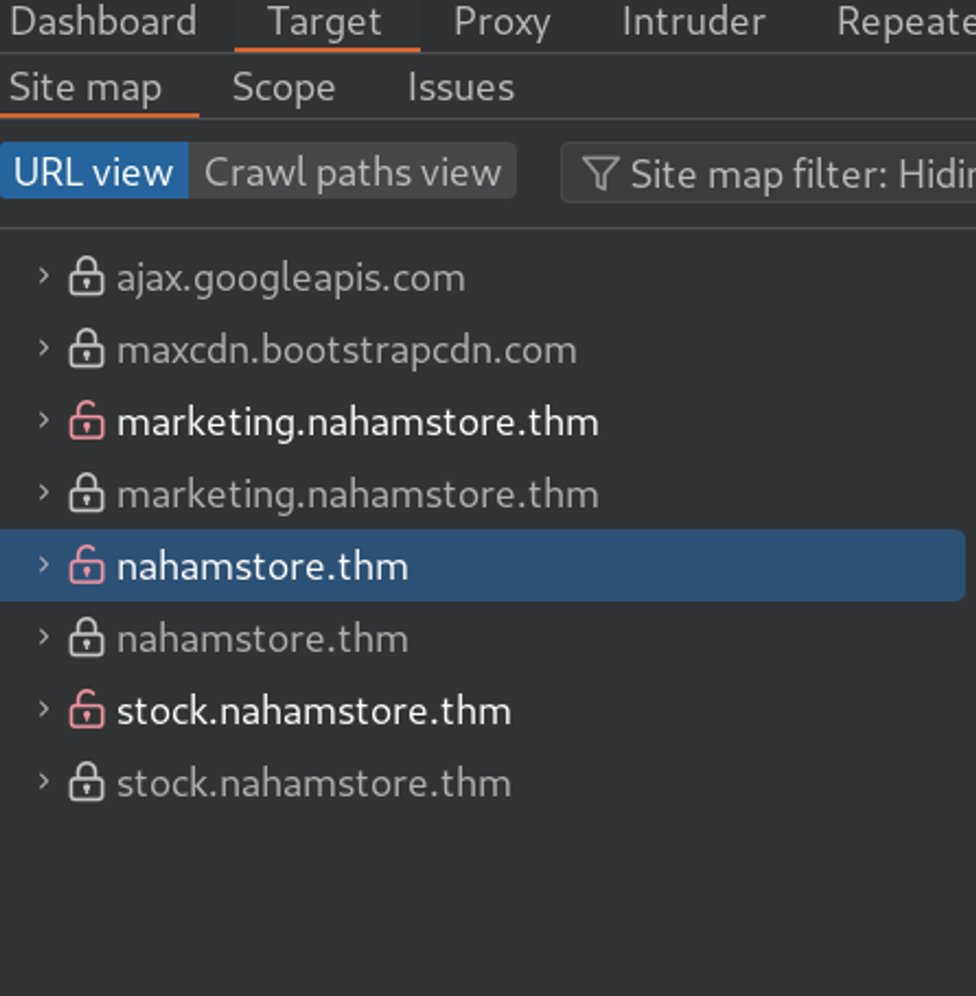 Dashboard Target Proxy Intruder Repeate
Site map Scope Issues
URL view Crawl paths view Site map filter: Hidin
ajax.googleapis.com
maxcdn.bootstrapcdn.com
marketing.nahamstore.thm
marketing.nahamstore.thm
nahamstore.thm
nahamstore.thm
stock.nahamstore.thm
stock.nahamstore.thm